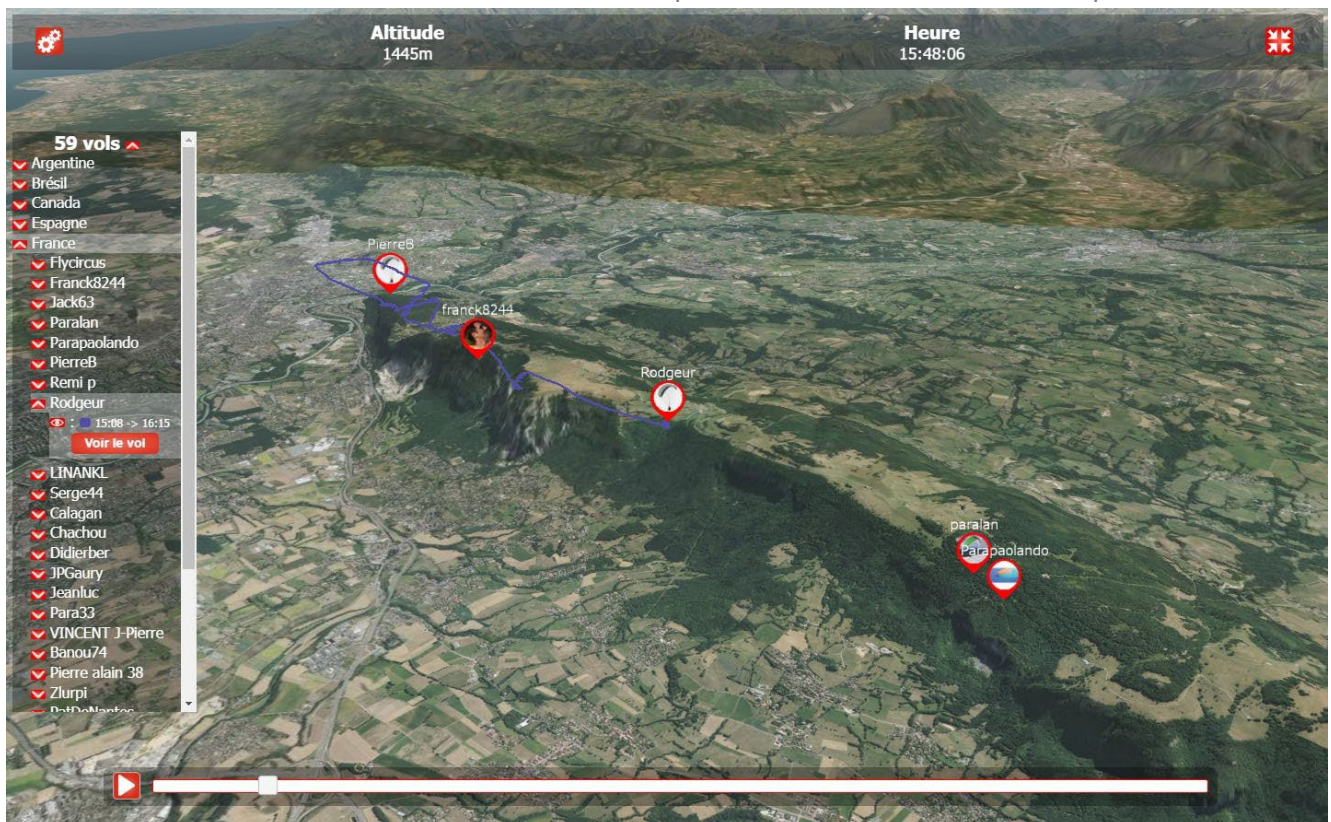 Altitude
1445m
Heure
15:48:06
59 vols
Argentine
Brésil
Canada
Espagne
France
Flycircus
Franck8244
Jack63
Paralan
Parapaolando
PierreB
Remi p
Rodgeur
: 15:08 -> 16:15
Voir le vol
LINANKL
Serge44
Calagan
Chachou
Didierber
JPGaury
Jeanluc
Para33
VINCENT J-Pierre
Banou74
Pierre alain 38
Zlurpi
PatDeNantes
PierreB
franck8244
Rodgeur
paralan
Parapaolando